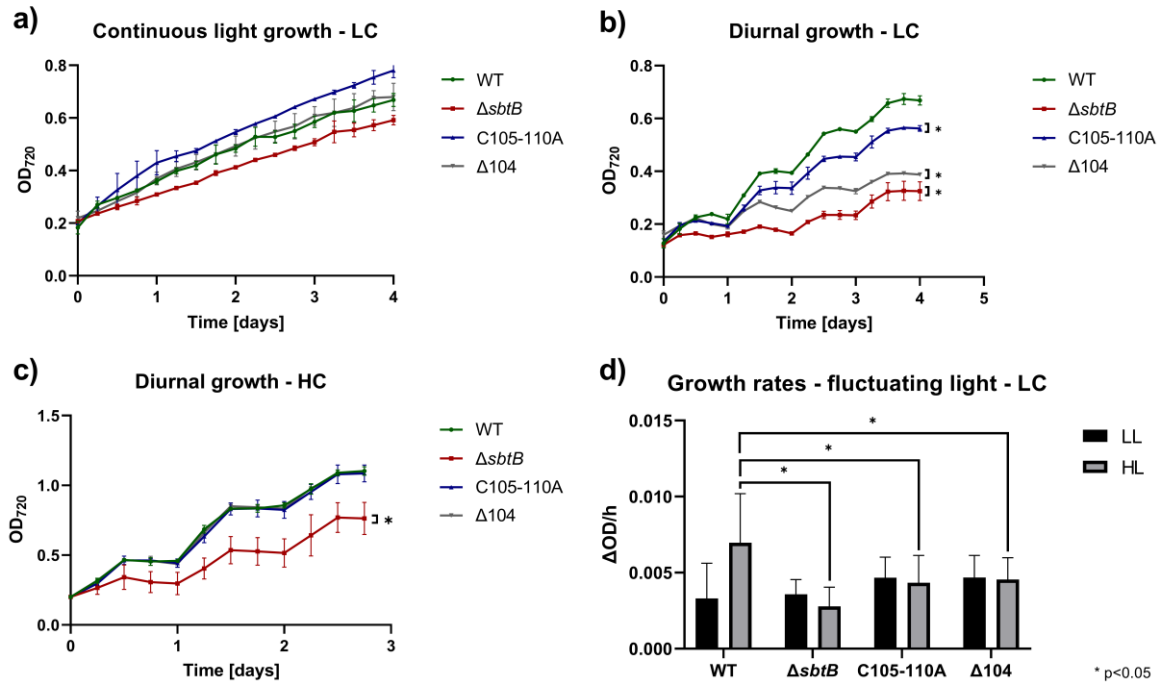 a)
Continuous light growth - LC
OD720
0.8
0.6
0.4
0.2
0.0
0 1 2 3 4
Time [days]
WT
ΔsbtB
C105-110A
Δ104
b)
Diurnal growth - LC
OD720
0.8
0.6
0.4
0.2
0.0
0 1 2 3 4 5
Time [days]
*
*
*
WT
ΔsbtB
C105-110A
Δ104
c)
Diurnal growth - HC
OD720
1.5
1.0
0.5
0.0
0 1 2 3
Time [days]
*
WT
ΔsbtB
C105-110A
Δ104
d)
Growth rates - fluctuating light - LC
ΔOD/h
0.015
0.010
0.005
0.000
*
*
*
WT ΔsbtB C105-110A Δ104
LL
HL
* p<0.05